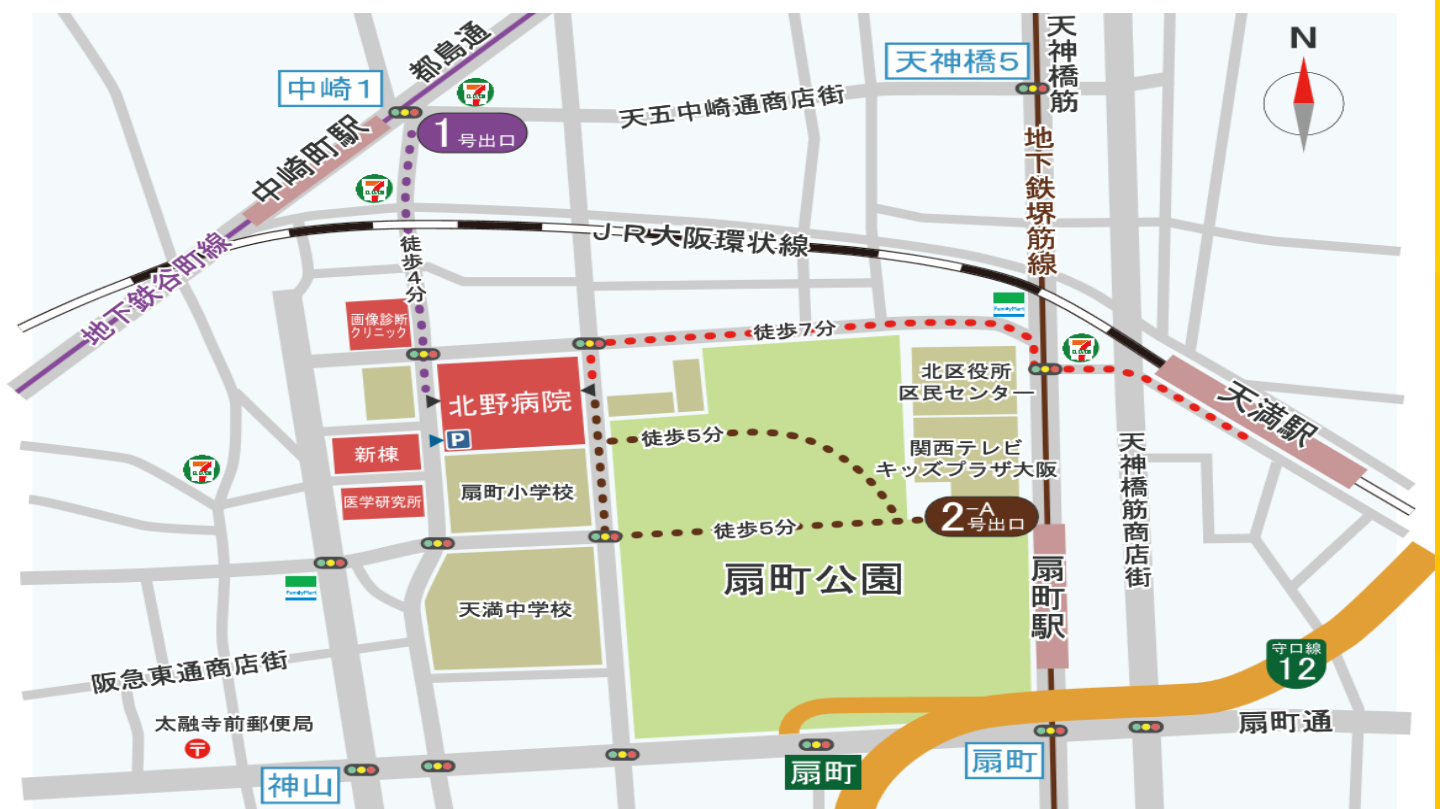 天神橋5
天神橋筋
N
中崎1
都島通
天五中崎通商店街
1号出口
中崎町駅
地下鉄堺筋線
JR大阪環状線
地下鉄谷町線
徒歩4分
FamilyMart
画像診断
クリニック
徒歩7分
北区役所
区民センター
北野病院
天満駅
P
徒歩5分
関西テレビ
キッズプラザ大阪
新棟
扇町小学校
医学研究所
2-A
号出口
徒歩5分
天神橋筋商店街
扇町公園
扇町駅
FamilyMart
天満中学校
阪急東通商店街
守口線
12
太融寺前郵便局
扇町通
扇町
扇町
神山